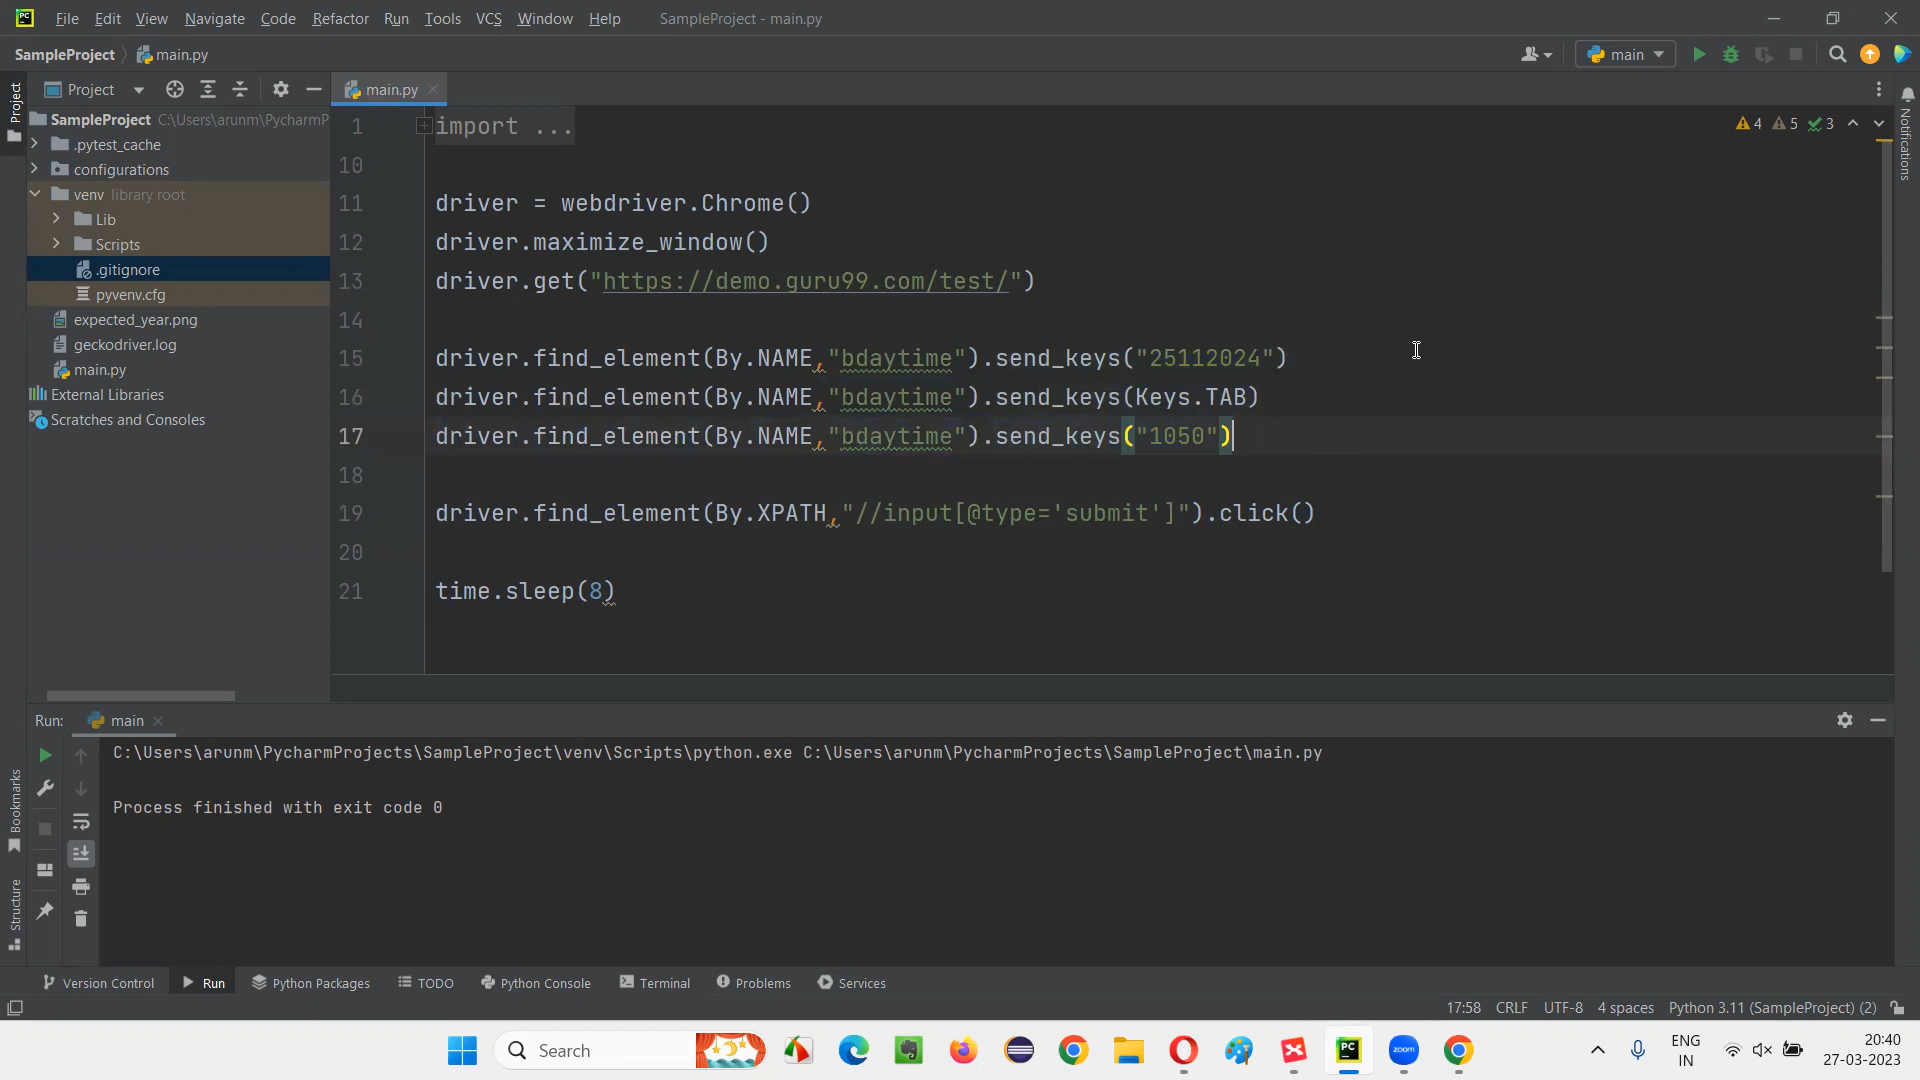 PC File Edit View Navigate Code Refactor Run Tools VCS Window Help SampleProject - main.py
SampleProject main.py main
Project main.py
SampleProject C:\Users\arunm\PycharmP
.pytest_cache
configurations
venv library root
Lib
Scripts
.gitignore
pyvenv.cfg
expected_year.png
geckodriver.log
main.py
External Libraries
Scratches and Consoles
Project
Bookmarks
Structure
Notifications
4 5 3
1 import ...
10
11 driver = webdriver.Chrome()
12 driver.maximize_window()
13 driver.get("https://demo.guru99.com/test/")
14
15 driver.find_element(By.NAME,"bdaytime").send_keys("25112024")
16 driver.find_element(By.NAME,"bdaytime").send_keys(Keys.TAB)
17 driver.find_element(By.NAME,"bdaytime").send_keys("1050")
18
19 driver.find_element(By.XPATH,"//input[@type='submit']").click()
20
21 time.sleep(8)
Run: main
C:\Users\arunm\PycharmProjects\SampleProject\venv\Scripts\python.exe C:\Users\arunm\PycharmProjects\SampleProject\main.py
Process finished with exit code 0
Version Control Run Python Packages TODO Python Console Terminal Problems Services
17:58 CRLF UTF-8 4 spaces Python 3.11 (SampleProject) (2)
Search PC zoom ENG 20:40
IN 27-03-2023